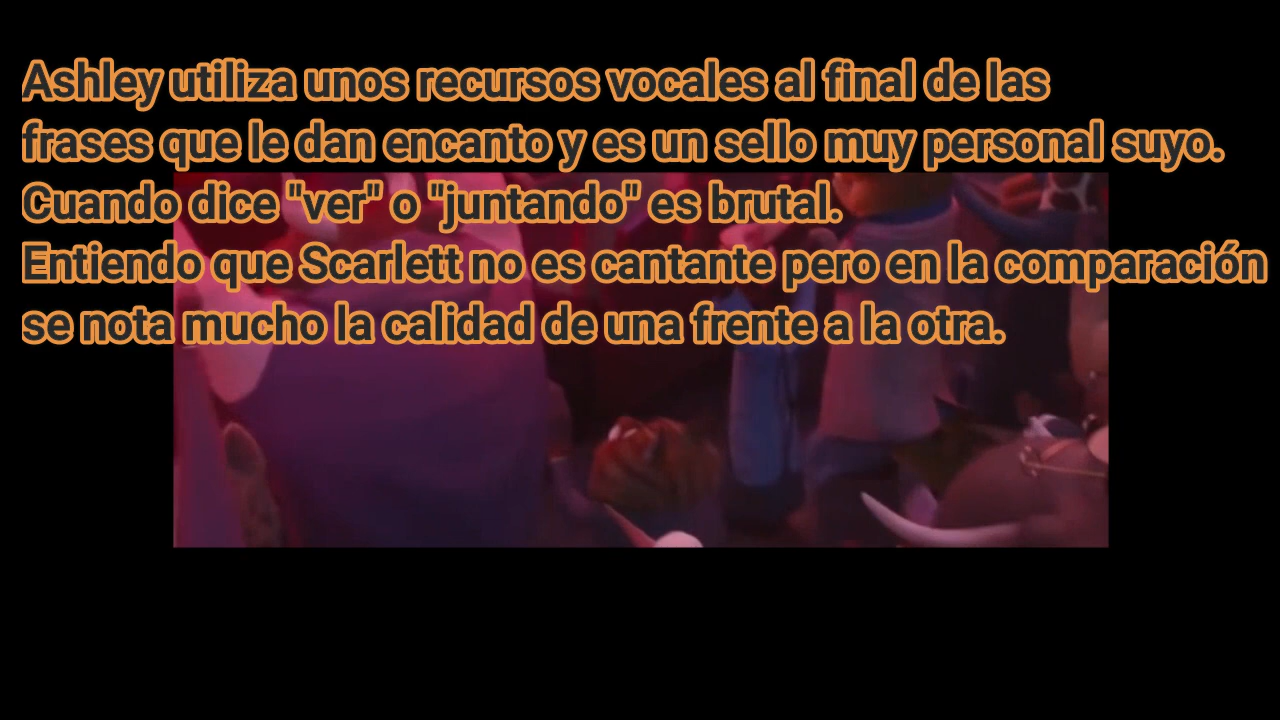 Ashley utiliza unos recursos vocales al final de las
frases que le dan encanto y es un sello muy personal suyo.
Cuando dice "ver" o "juntando" es brutal.
Entiendo que Scarlett no es cantante pero en la comparación
se nota mucho la calidad de una frente a la otra.